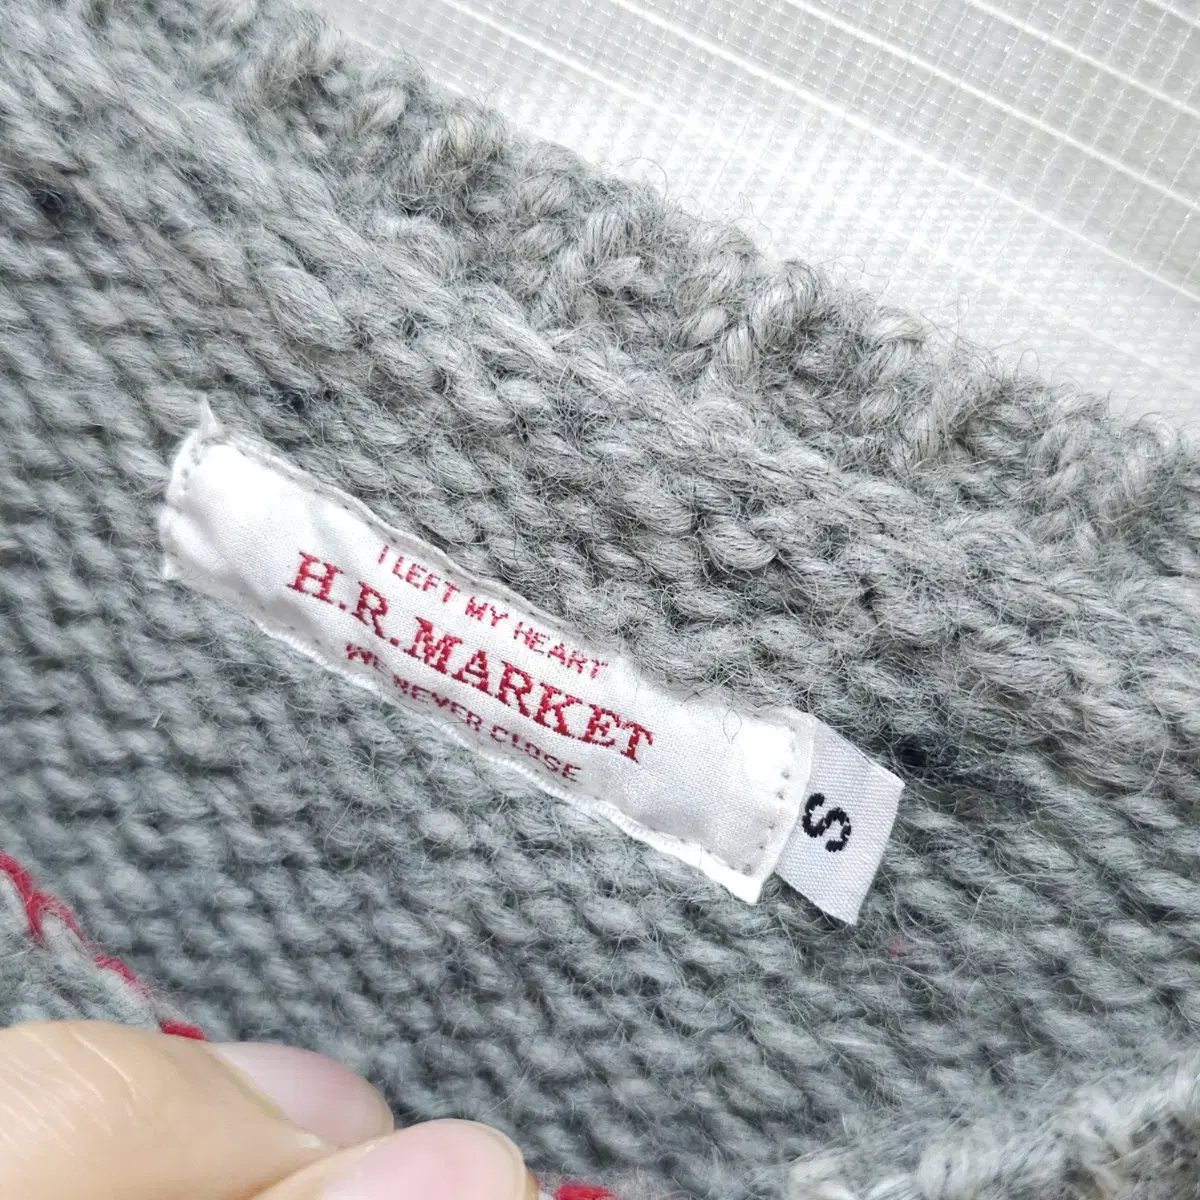 I LEFT MY HEART
H.R.MARKET
WE NEVER CLOSE
S